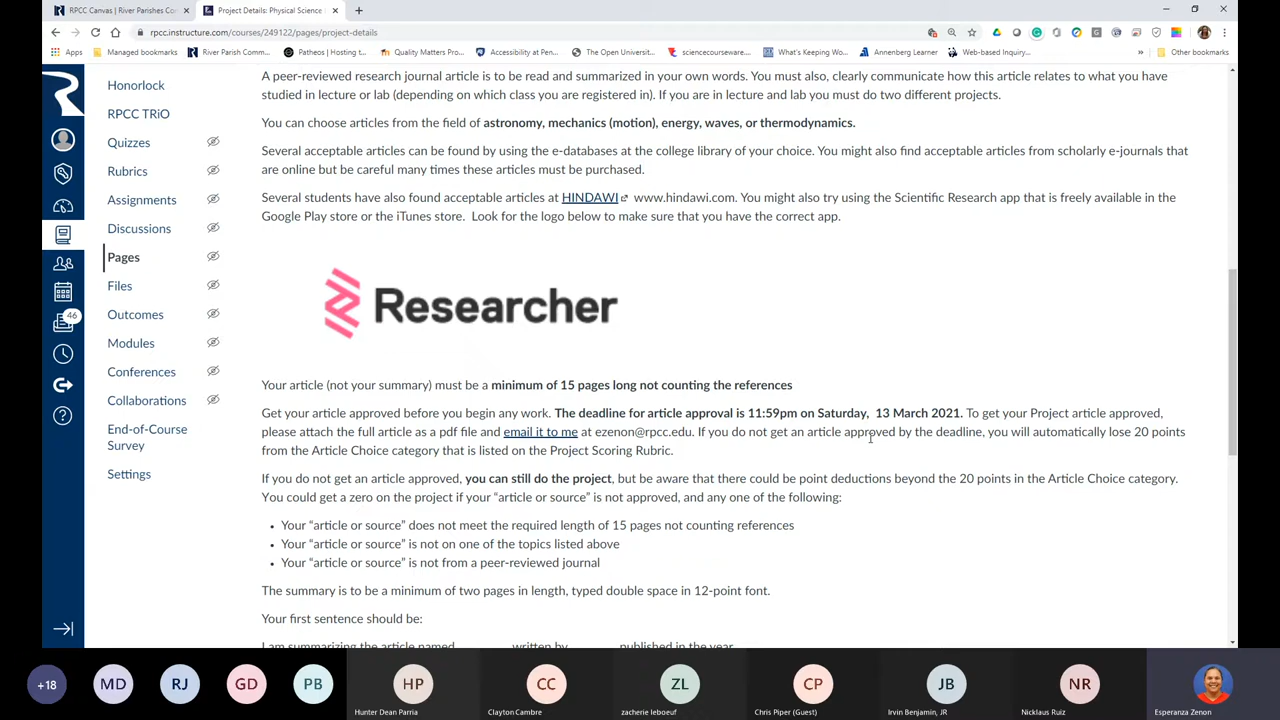 RPCC Canvas | River Parishes Com
Project Details: Physical Science
rpcc.instructure.com/courses/249122/pages/project-details
Apps
Managed bookmarks
River Parish Comm...
Patheos | Hosting t...
Quality Matters Pro...
Accessibility at Pen...
The Open Universit...
sciencecourseware...
What's Keeping Wo...
Annenberg Learner
Web-based Inquiry...
»
Other bookmarks
Honorlock
RPCC TRiO
Quizzes
Rubrics
Assignments
Discussions
Pages
Files
Outcomes
Modules
Conferences
Collaborations
End-of-Course
Survey
Settings
46
A peer-reviewed research journal article is to be read and summarized in your own words. You must also, clearly communicate how this article relates to what you have
studied in lecture or lab (depending on which class you are registered in). If you are in lecture and lab you must do two different projects.
You can choose articles from the field of astronomy, mechanics (motion), energy, waves, or thermodynamics.
Several acceptable articles can be found by using the e-databases at the college library of your choice. You might also find acceptable articles from scholarly e-journals that
are online but be careful many times these articles must be purchased.
Several students have also found acceptable articles at HINDAWI www.hindawi.com. You might also try using the Scientific Research app that is freely available in the
Google Play store or the iTunes store. Look for the logo below to make sure that you have the correct app.
Researcher
Your article (not your summary) must be a minimum of 15 pages long not counting the references
Get your article approved before you begin any work. The deadline for article approval is 11:59pm on Saturday, 13 March 2021. To get your Project article approved,
please attach the full article as a pdf file and email it to me at ezenon@rpcc.edu. If you do not get an article approved by the deadline, you will automatically lose 20 points
from the Article Choice category that is listed on the Project Scoring Rubric.
If you do not get an article approved, you can still do the project, but be aware that there could be point deductions beyond the 20 points in the Article Choice category.
You could get a zero on the project if your “article or source” is not approved, and any one of the following:
• Your “article or source” does not meet the required length of 15 pages not counting references
• Your “article or source” is not on one of the topics listed above
• Your “article or source” is not from a peer-reviewed journal
The summary is to be a minimum of two pages in length, typed double space in 12-point font.
Your first sentence should be:
I am summarizing the article named written by published in the year
+18
MD
RJ
GD
PB
HP
Hunter Dean Parria
CC
Clayton Cambre
ZL
zacherie leboeuf
CP
Chris Piper (Guest)
JB
Irvin Benjamin, JR
NR
Nicklaus Ruiz
Esperanza Zenon